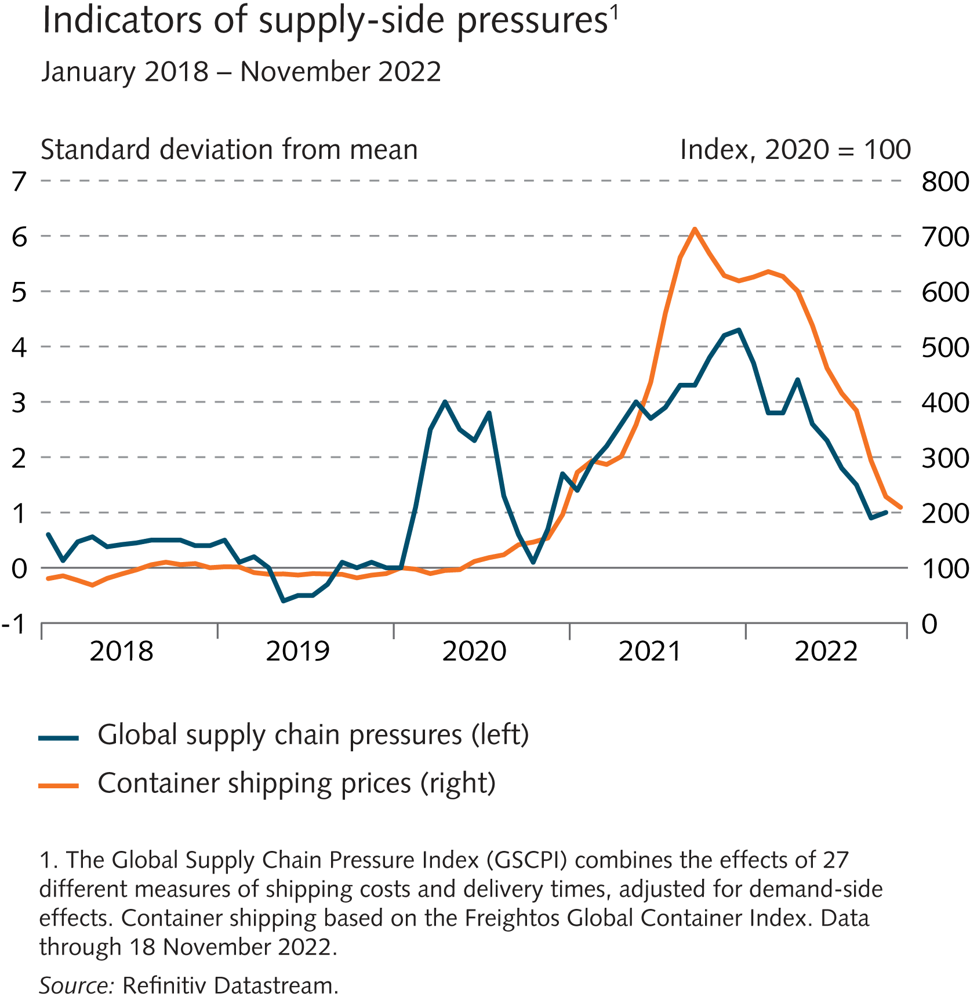 Indicators of supply-side pressures¹
January 2018 – November 2022
Standard deviation from mean
Index, 2020 = 100
7
800
6
700
5
600
4
500
3
400
2
300
1
200
0
100
-1
0
2018
2019
2020
2021
2022
Global supply chain pressures (left)
Container shipping prices (right)
1. The Global Supply Chain Pressure Index (GSCPI) combines the effects of 27
different measures of shipping costs and delivery times, adjusted for demand-side
effects. Container shipping based on the Freightos Global Container Index. Data
through 18 November 2022.
Source: Refinitiv Datastream.